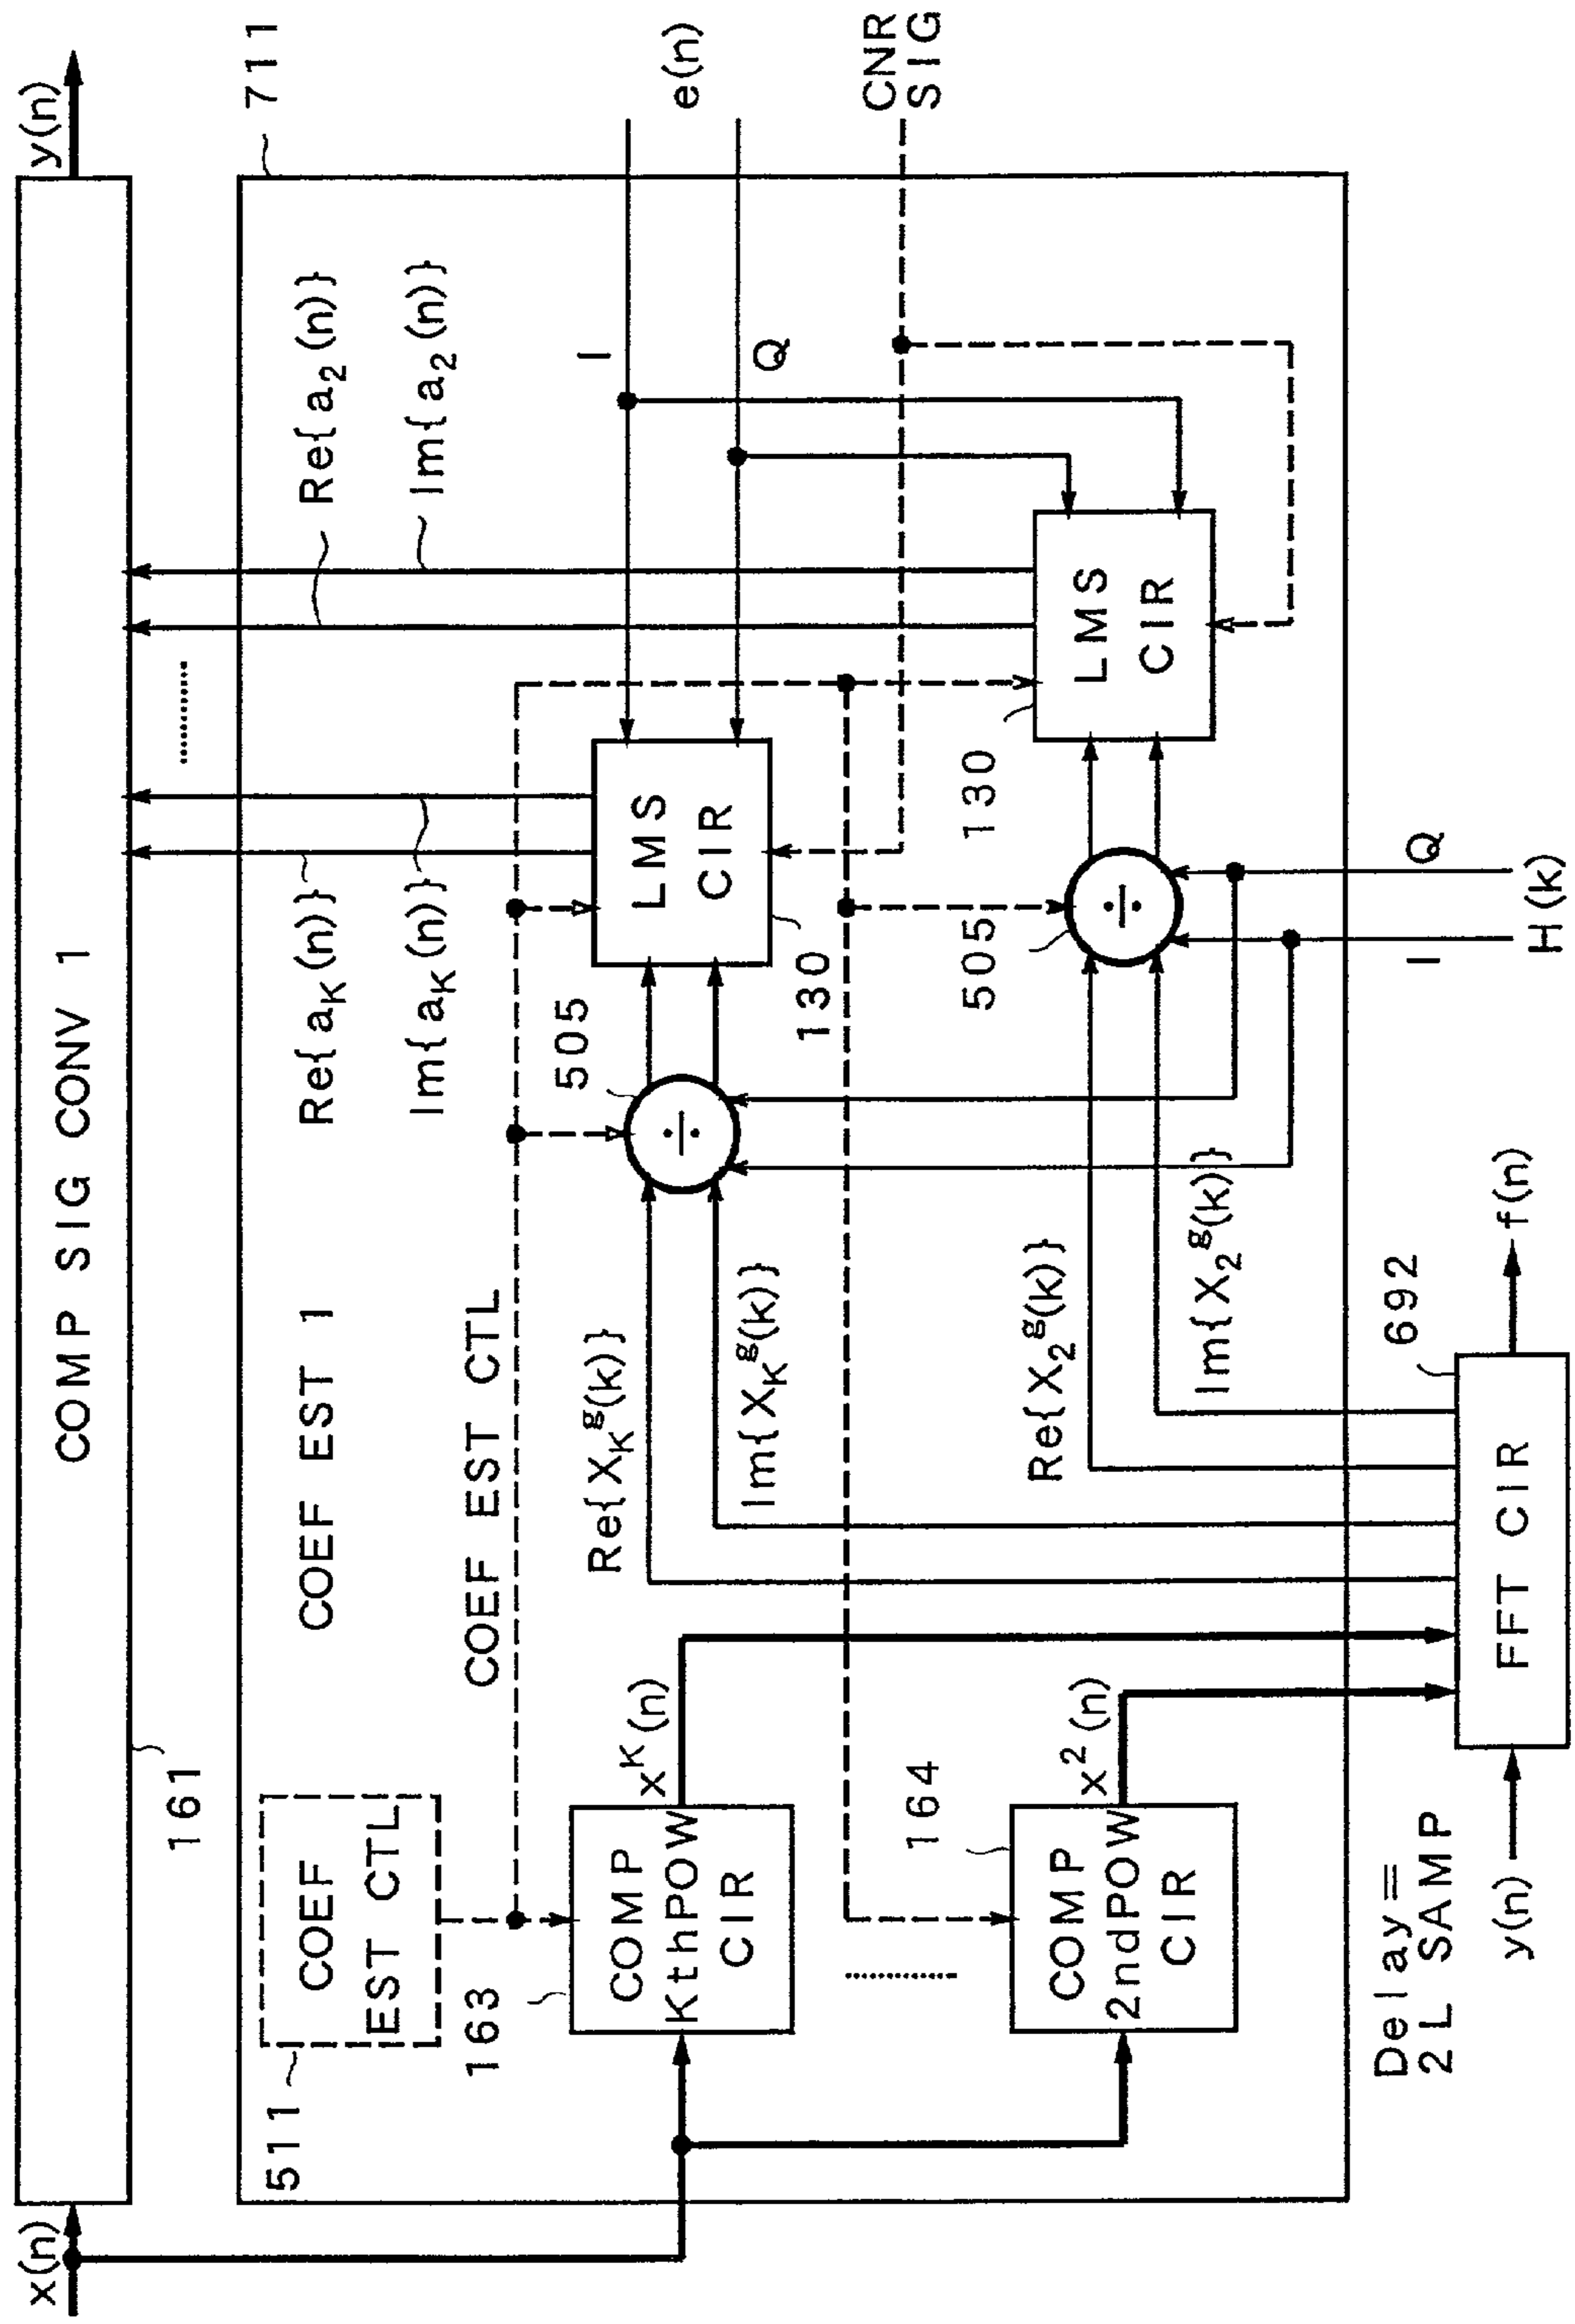 x(n)
COMP SIG CONV 1
y(n)
161
711
511
COEF
EST CTL
COEF EST 1
Re{aK(n)}
Im{aK(n)}
Re{a2(n)}
Im{a2(n)}
COEF EST CTL
163
COMP
KthPOW
CIR
xK(n)
Re{XKg(k)}
Im{XKg(k)}
505
÷
LMS
CIR
130
I
Q
e(n)
CNR
SIG
164
COMP
2ndPOW
CIR
x2(n)
Re{X2g(k)}
Im{X2g(k)}
505
÷
130
LMS
CIR
I
Q
H(k)
Delay=
2L SAMP
y(n)
FFT CIR
692
f(n)